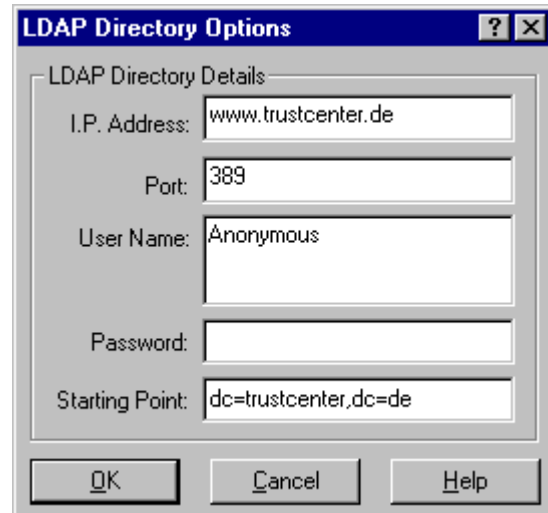 LDAP Directory Options ? ×
LDAP Directory Details
I.P. Address: www.trustcenter.de
Port: 389
User Name: Anonymous
Password:
Starting Point: dc=trustcenter,dc=de
OK Cancel Help